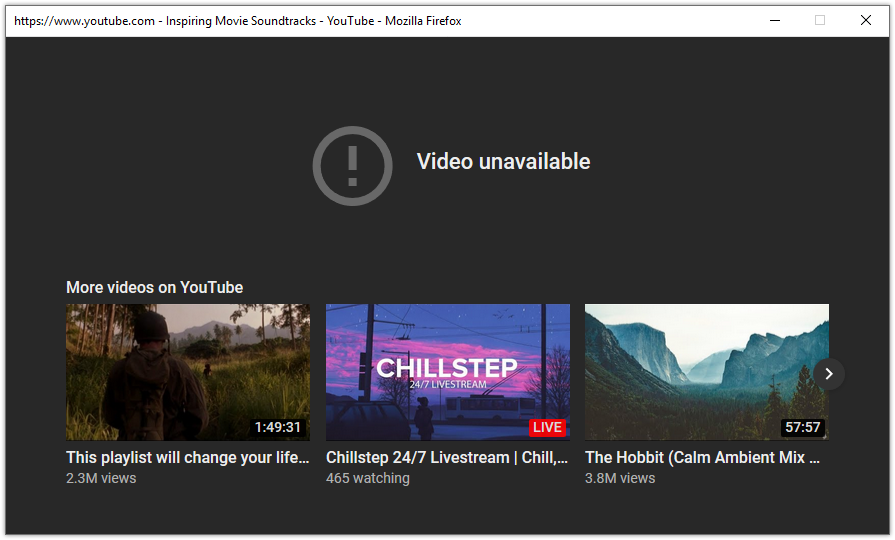 https://www.youtube.com - Inspiring Movie Soundtracks - YouTube - Mozilla Firefox
Video unavailable
More videos on YouTube
1:49:31
CHILLSTEP
24/7 LIVESTREAM
LIVE
57:57
This playlist will change your life...
Chillstep 24/7 Livestream | Chill,...
The Hobbit (Calm Ambient Mix ...
2.3M views
465 watching
3.8M views